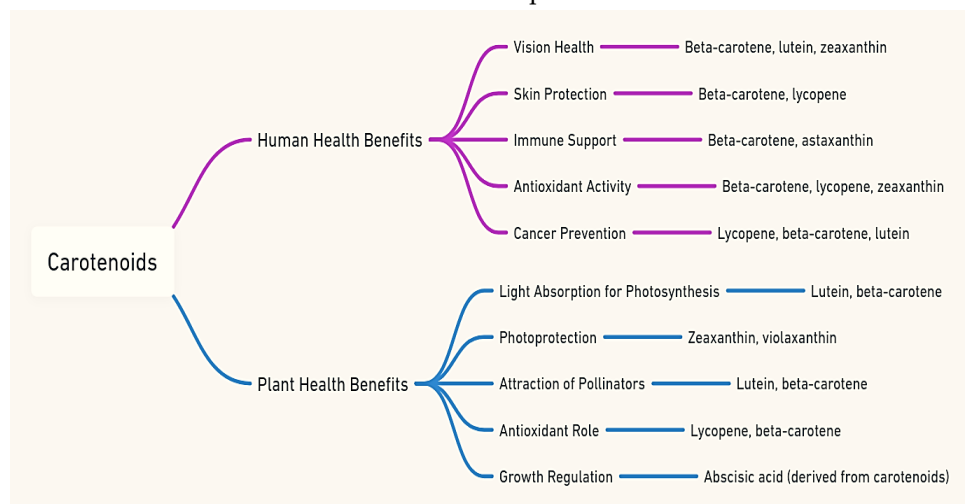 Carotenoids
Human Health Benefits
Vision Health Beta-carotene, lutein, zeaxanthin
Skin Protection Beta-carotene, lycopene
Immune Support Beta-carotene, astaxanthin
Antioxidant Activity Beta-carotene, lycopene, zeaxanthin
Cancer Prevention Lycopene, beta-carotene, lutein
Plant Health Benefits
Light Absorption for Photosynthesis Lutein, beta-carotene
Photoprotection Zeaxanthin, violaxanthin
Attraction of Pollinators Lutein, beta-carotene
Antioxidant Role Lycopene, beta-carotene
Growth Regulation Abscisic acid (derived from carotenoids)